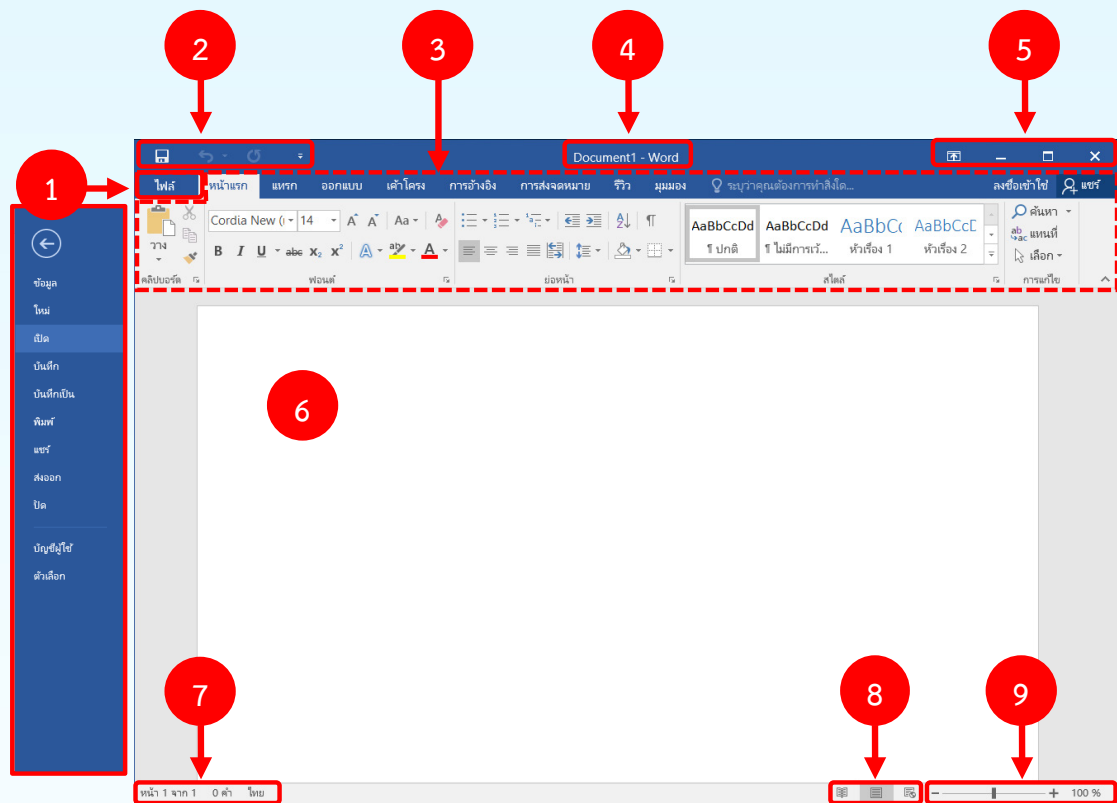 2
3
4
5
Document1 - Word
1
ไฟล์ หน้าแรก แทรก ออกแบบ เค้าโครง การอ้างอิง การส่งจดหมาย รีวิว มุมมอง ระบุว่าคุณต้องการทำสิ่งใด... ลงชื่อเข้าใช้ แชร์
วาง
Cordia New ( 14 A A Aa
B I U abc X₂ x² A aby A
AaBbCcDd AaBbCcDd AaBbCc AaBbCcD
¶ ปกติ ¶ ไม่มีการเว้... หัวเรื่อง 1 หัวเรื่อง 2
ค้นหา
แทนที่
เลือก
คลิปบอร์ด ฟอนต์ ย่อหน้า สไตล์ การแก้ไข
ข้อมูล
ใหม่
เปิด
บันทึก
บันทึกเป็น
พิมพ์
แชร์
ส่งออก
ปิด
บัญชีผู้ใช้
ตัวเลือก
6
7
8
9
หน้า 1 จาก 1 0 คำ ไทย
100 %